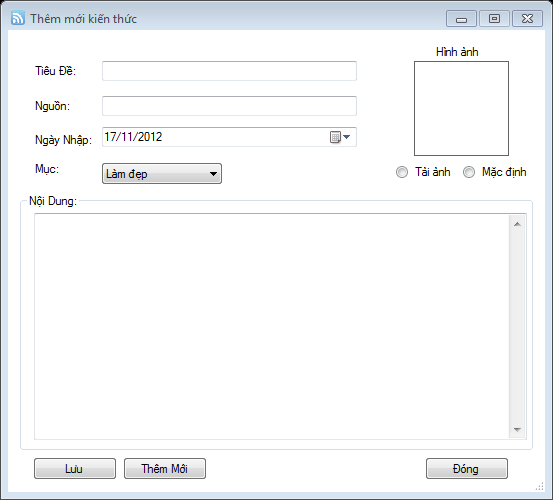 Thêm mới kiến thức
Hình ảnh
Tiêu Đề:
Nguồn:
Ngày Nhập:
17/11/2012
Mục:
Làm đẹp
Tải ảnh
Mặc định
Nội Dung:
Lưu
Thêm Mới
Đóng